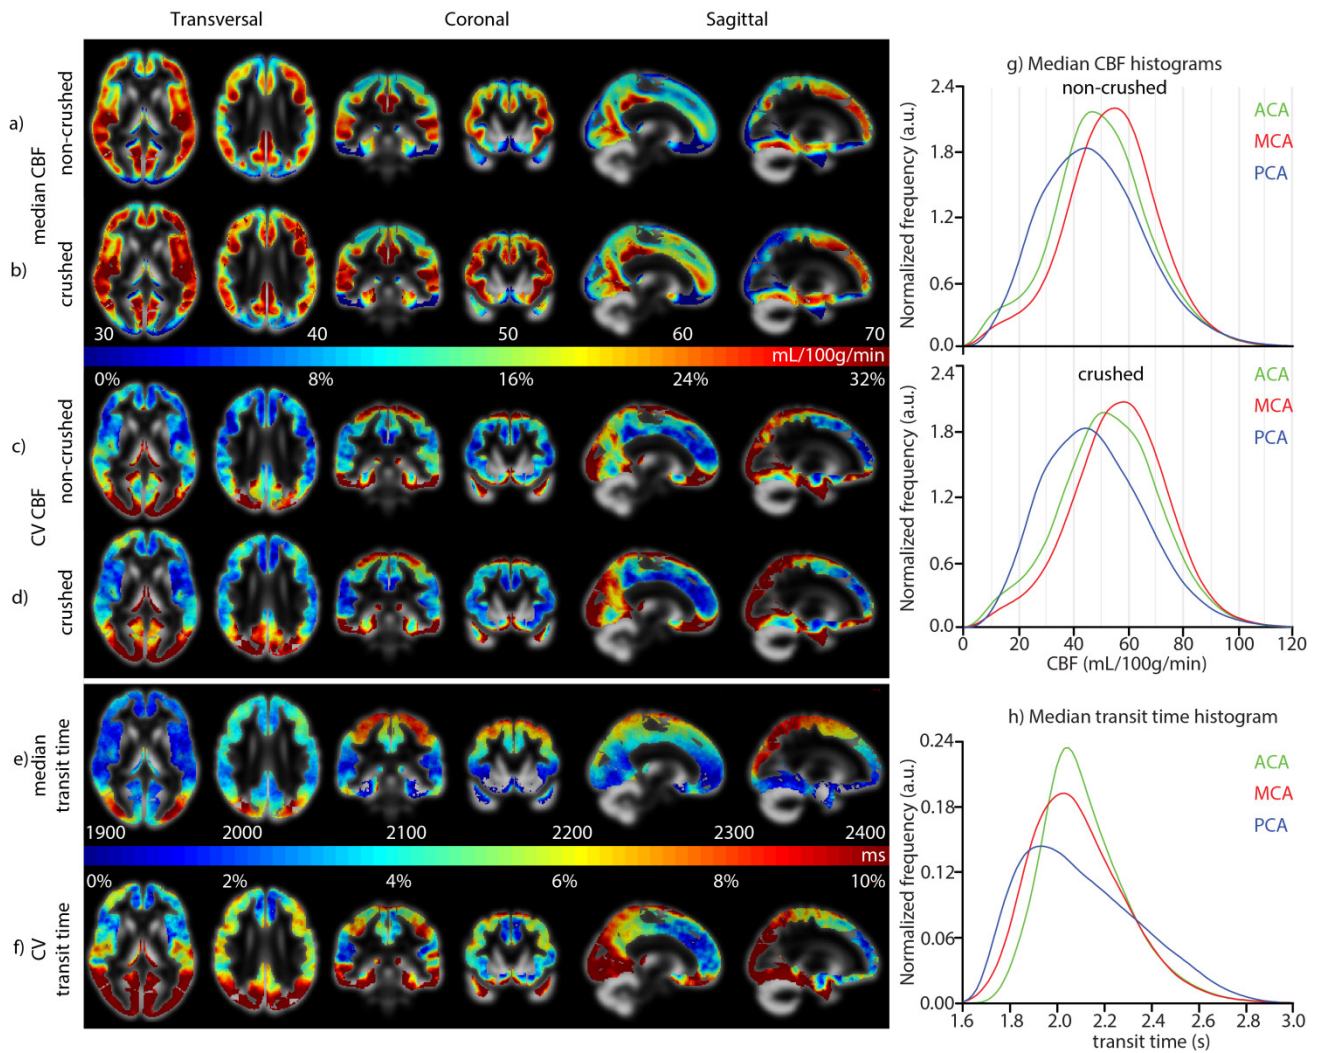 Transversal Coronal Sagittal
a) median CBF non-crushed
b) crushed
30 40 50 60 70
mL/100g/min
0% 8% 16% 24% 32%
c) CV CBF non-crushed
d) crushed
e) median transit time
1900 2000 2100 2200 2300 2400
ms
0% 2% 4% 6% 8% 10%
f) CV transit time
g) Median CBF histograms
non-crushed
2.4
1.8
1.2
0.6
0.0
Normalized frequency (a.u.)
ACA
MCA
PCA
crushed
2.4
1.8
1.2
0.6
0.0
Normalized frequency (a.u.)
ACA
MCA
PCA
0 20 40 60 80 100 120
CBF (mL/100g/min)
h) Median transit time histogram
0.24
0.18
0.12
0.06
0.00
Normalized frequency (a.u.)
ACA
MCA
PCA
1.6 1.8 2.0 2.2 2.4 2.6 2.8 3.0
transit time (s)